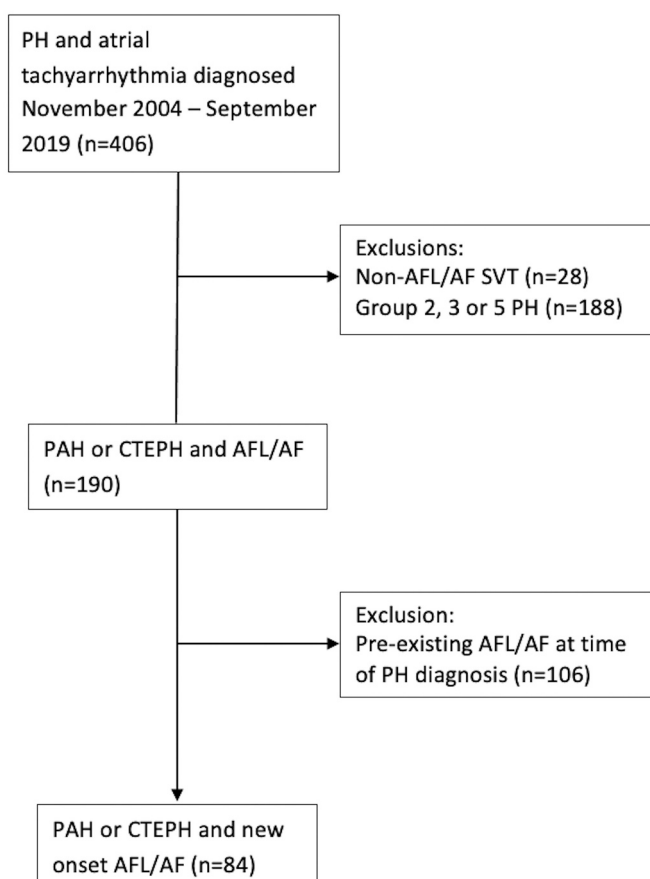 PH and atrial
tachyarrhythmia diagnosed
November 2004 – September
2019 (n=406)
Exclusions:
Non-AFL/AF SVT (n=28)
Group 2, 3 or 5 PH (n=188)
PAH or CTEPH and AFL/AF
(n=190)
Exclusion:
Pre-existing AFL/AF at time
of PH diagnosis (n=106)
PAH or CTEPH and new
onset AFL/AF (n=84)